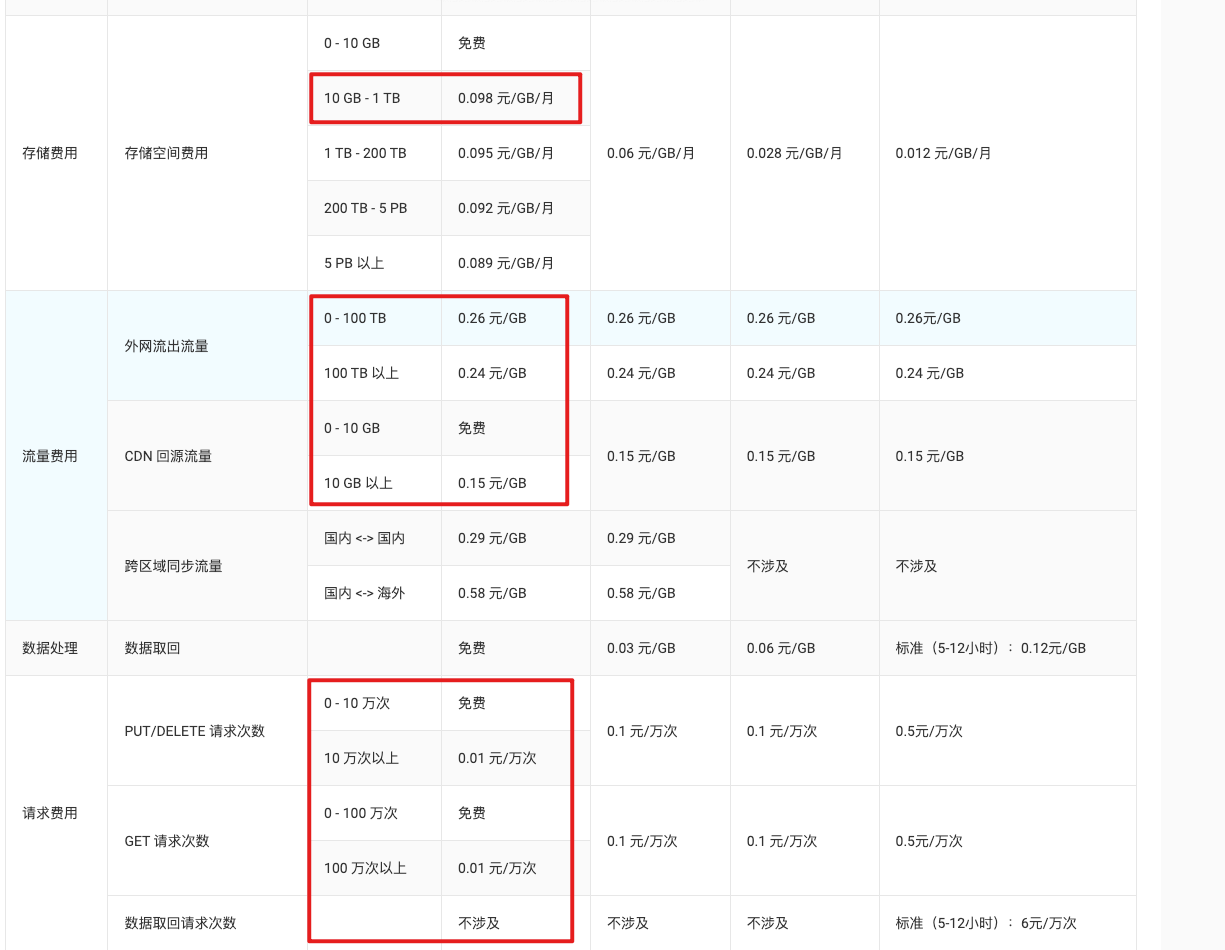 0 - 10 GB 免费
10 GB - 1 TB 0.098 元/GB/月
存储费用 存储空间费用 1 TB - 200 TB 0.095 元/GB/月 0.06 元/GB/月 0.028 元/GB/月 0.012 元/GB/月
200 TB - 5 PB 0.092 元/GB/月
5 PB 以上 0.089 元/GB/月
0 - 100 TB 0.26 元/GB 0.26 元/GB 0.26 元/GB 0.26元/GB
外网流出流量
100 TB 以上 0.24 元/GB 0.24 元/GB 0.24 元/GB 0.24 元/GB
0 - 10 GB 免费
流量费用 CDN 回源流量 0.15 元/GB 0.15 元/GB 0.15 元/GB
10 GB 以上 0.15 元/GB
国内 <-> 国内 0.29 元/GB 0.29 元/GB
跨区域同步流量 不涉及 不涉及
国内 <-> 海外 0.58 元/GB 0.58 元/GB
数据处理 数据取回 免费 0.03 元/GB 0.06 元/GB 标准（5-12小时）：0.12元/GB
0 - 10 万次 免费
PUT/DELETE 请求次数 0.1 元/万次 0.1 元/万次 0.5元/万次
10 万次以上 0.01 元/万次
请求费用 0 - 100 万次 免费
GET 请求次数 0.1 元/万次 0.1 元/万次 0.5元/万次
100 万次以上 0.01 元/万次
数据取回请求次数 不涉及 不涉及 不涉及 标准（5-12小时）：6元/万次